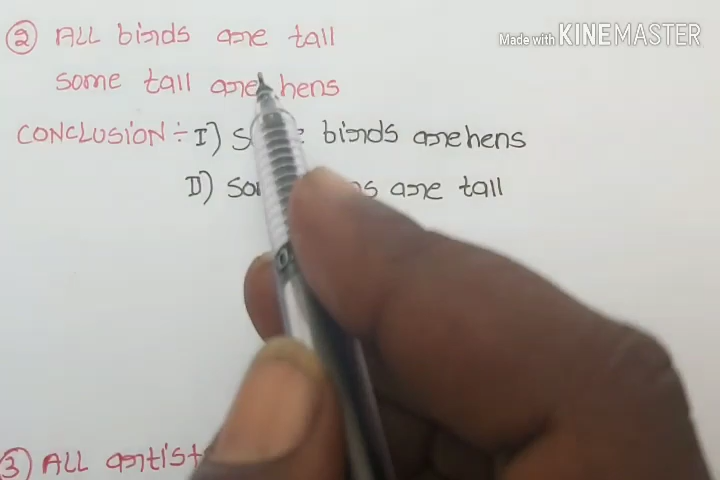 ② ALL birds are tall
Made with KINEMASTER
some tall are hens
CONCLUSION ÷ I) birds are hens
II) are tall
③ ALL artist